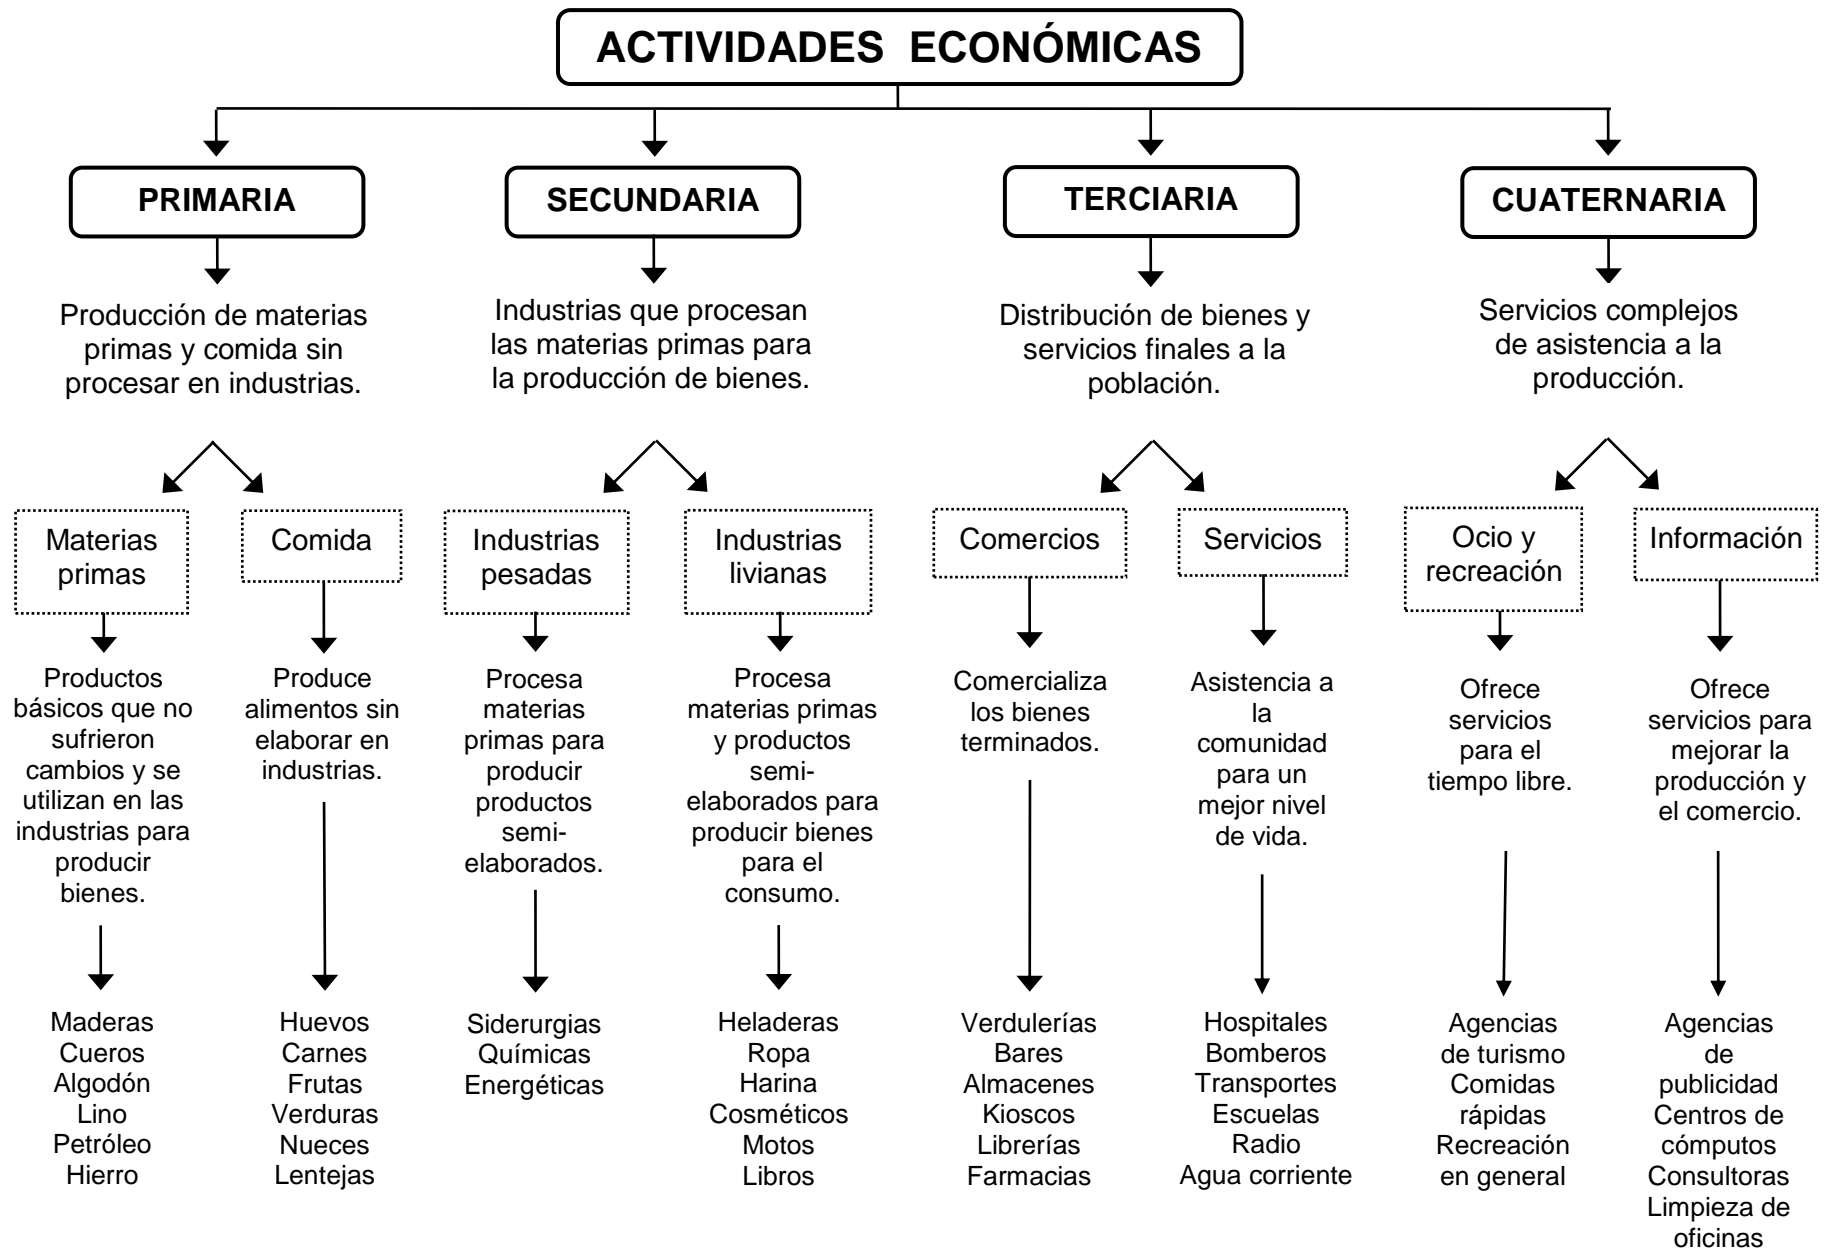 ACTIVIDADES ECONÓMICAS
PRIMARIA
SECUNDARIA
TERCIARIA
CUATERNARIA
Producción de materias
primas y comida sin
procesar en industrias.
Industrias que procesan
las materias primas para
la producción de bienes.
Distribución de bienes y
servicios finales a la
población.
Servicios complejos
de asistencia a la
producción.
Materias
primas
Comida
Industrias
pesadas
Industrias
livianas
Comercios
Servicios
Ocio y
recreación
Información
Productos
básicos que no
sufrieron
cambios y se
utilizan en las
industrias para
producir
bienes.
Produce
alimentos sin
elaborar en
industrias.
Procesa
materias
primas para
producir
productos
semi-
elaborados.
Procesa
materias primas
y productos
semi-
elaborados para
producir bienes
para el
consumo.
Comercializa
los bienes
terminados.
Asistencia a
la
comunidad
para un
mejor nivel
de vida.
Ofrece
servicios
para el
tiempo libre.
Ofrece
servicios para
mejorar la
producción y
el comercio.
Maderas
Cueros
Algodón
Lino
Petróleo
Hierro
Huevos
Carnes
Frutas
Verduras
Nueces
Lentejas
Siderurgias
Químicas
Energéticas
Heladeras
Ropa
Harina
Cosméticos
Motos
Libros
Verdulerías
Bares
Almacenes
Kioscos
Librerías
Farmacias
Hospitales
Bomberos
Transportes
Escuelas
Radio
Agua corriente
Agencias
de turismo
Comidas
rápidas
Recreación
en general
Agencias
de
publicidad
Centros de
cómputos
Consultoras
Limpieza de
oficinas